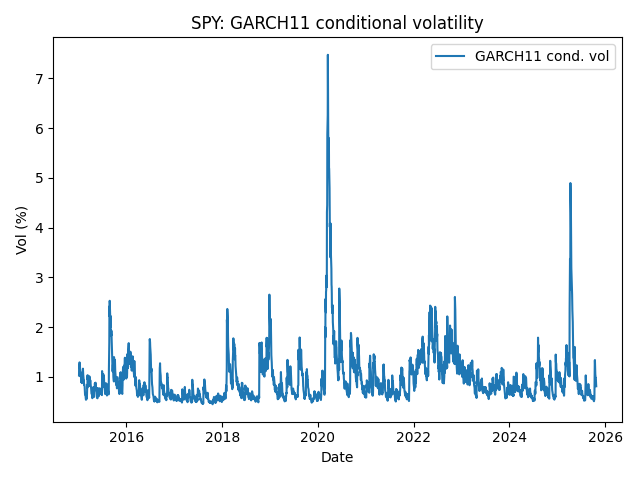 SPY: GARCH11 conditional volatility
GARCH11 cond. vol
Vol (%)
7
6
5
4
3
2
1
2016 2018 2020 2022 2024 2026
Date